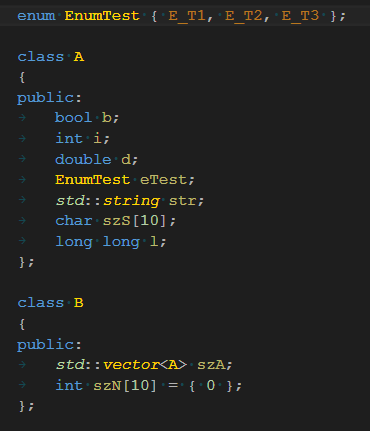 enum EnumTest { E_T1, E_T2, E_T3 };
class A
{
public:
bool b;
int i;
double d;
EnumTest eTest;
std::string str;
char szS[10];
long long l;
};
class B
{
public:
std::vector<A> szA;
int szN[10] = { 0 };
};